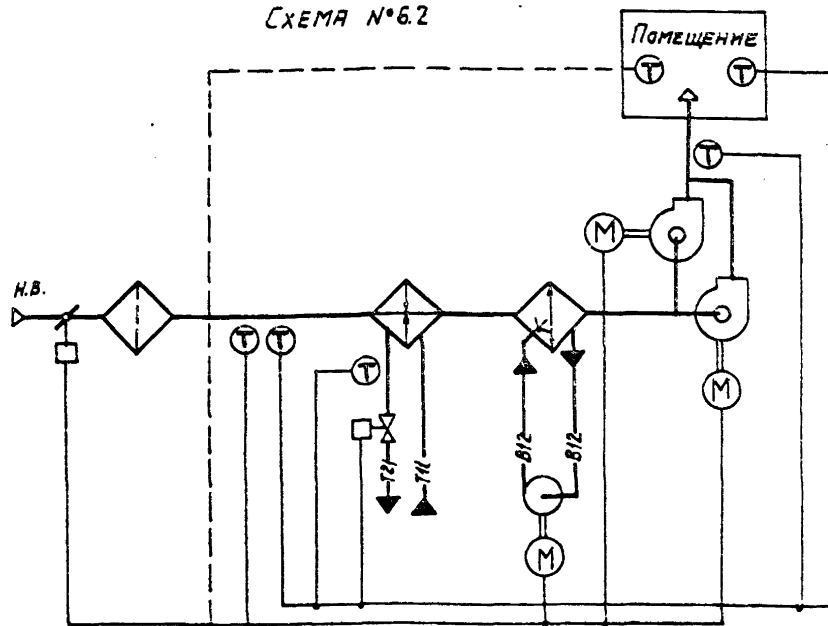 СХЕМА №6.2
ПОМЕЩЕНИЕ
Т
Т
Т
М
Н.В.
Т
Т
Т
М
В12
В12
Т21
Т11
М